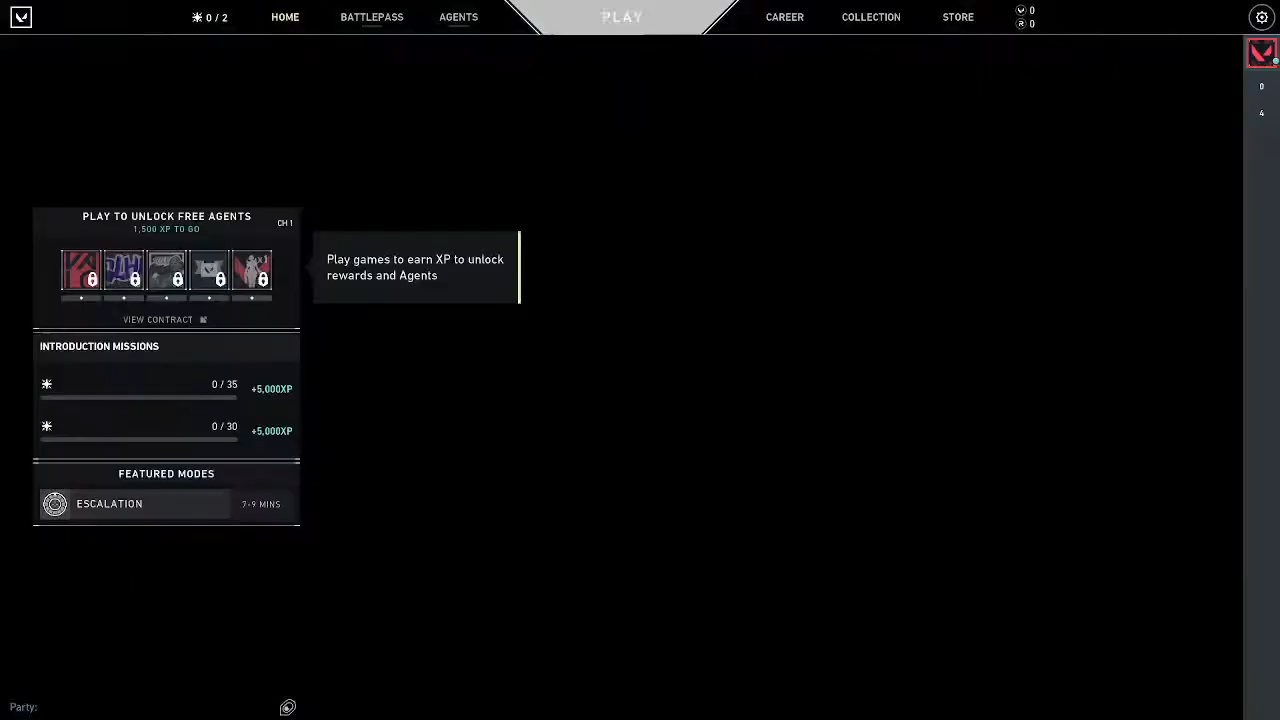 0 / 2
HOME
BATTLEPASS
AGENTS
PLAY
CAREER
COLLECTION
STORE
0
R 0
0
4
PLAY TO UNLOCK FREE AGENTS
1,500 XP TO GO
CH 1
x1
VIEW CONTRACT
Play games to earn XP to unlock
rewards and Agents
INTRODUCTION MISSIONS
0 / 35
+5,000XP
0 / 30
+5,000XP
FEATURED MODES
ESCALATION
7-9 MINS
Party: